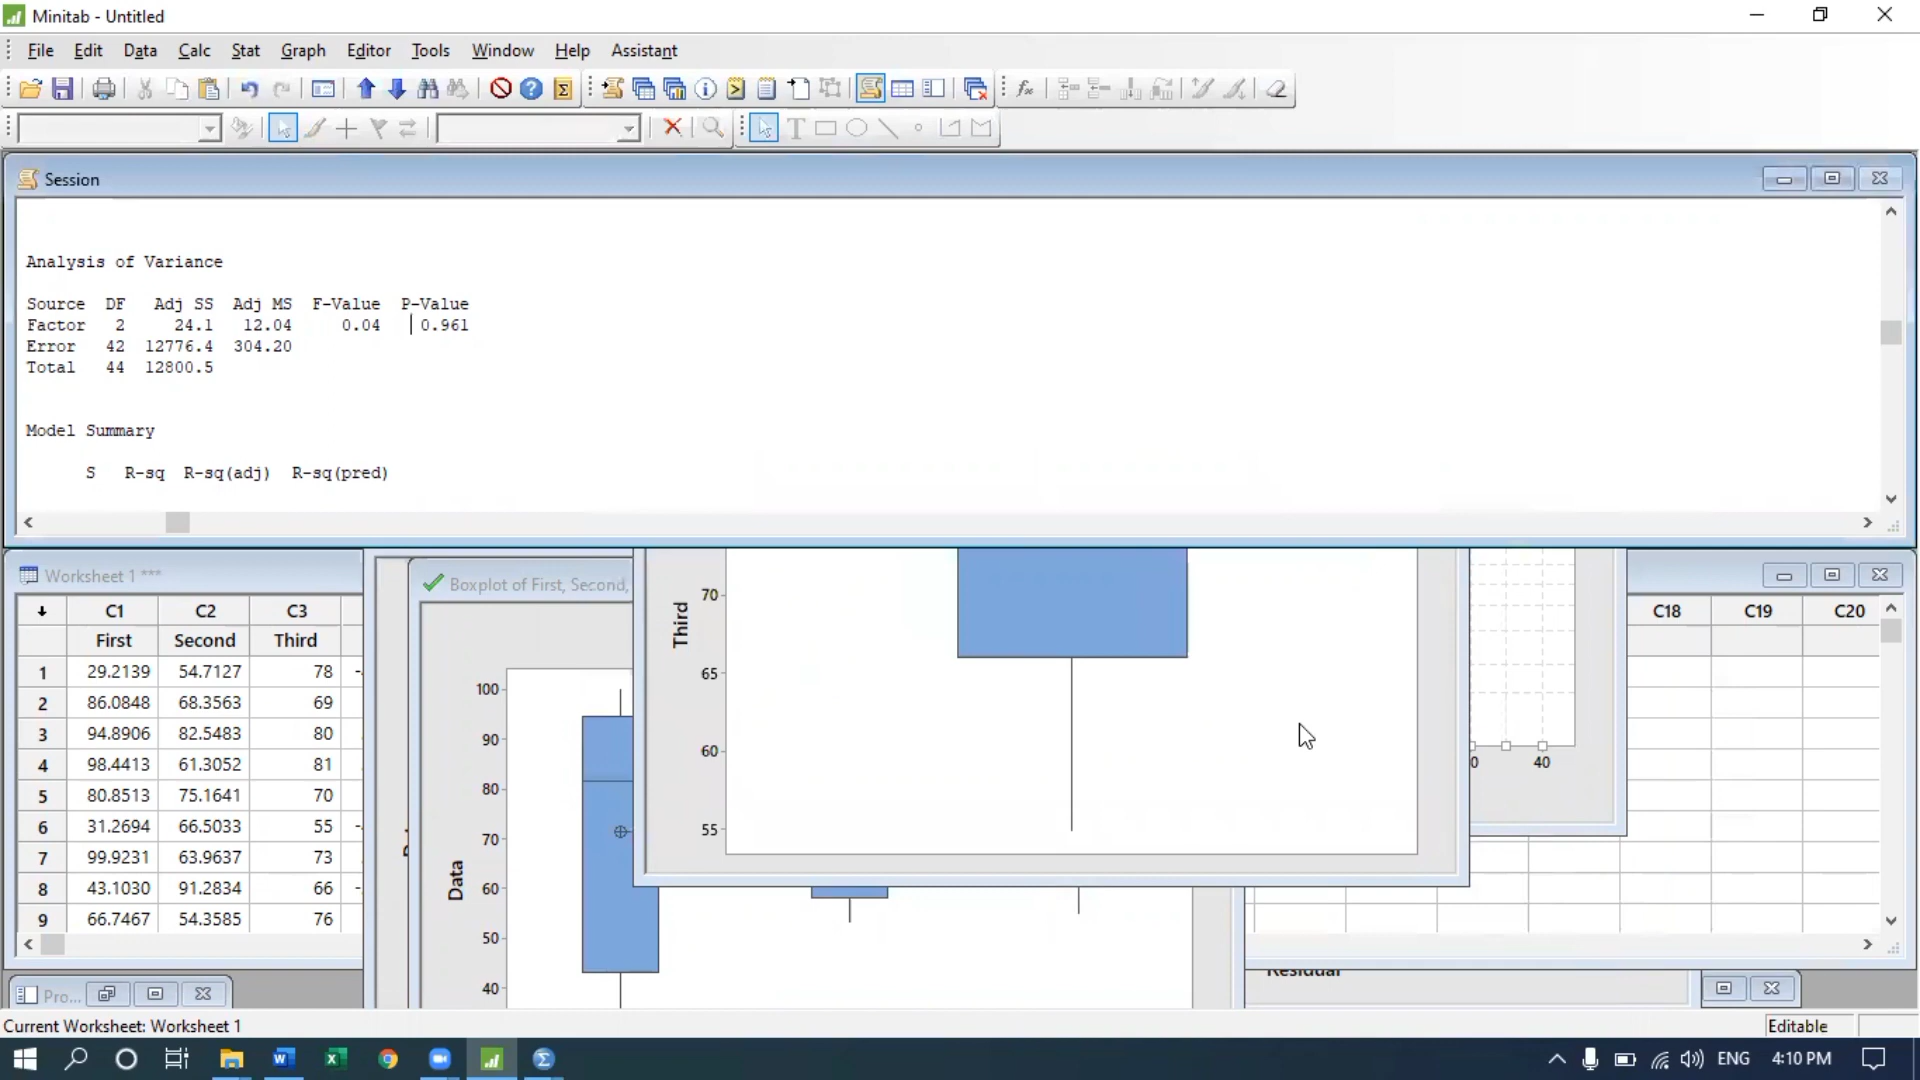 Minitab - Untitled
File Edit Data Calc Stat Graph Editor Tools Window Help Assistant
Session
Analysis of Variance
Source DF Adj SS Adj MS F-Value P-Value
Factor 2 24.1 12.04 0.04 0.961
Error 42 12776.4 304.20
Total 44 12800.5
Model Summary
S R-sq R-sq(adj) R-sq(pred)
Worksheet 1 ***
C1 C2 C3
First Second Third
1 29.2139 54.7127 78 -
2 86.0848 68.3563 69
3 94.8906 82.5483 80
4 98.4413 61.3052 81
5 80.8513 75.1641 70
6 31.2694 66.5033 55 -
7 99.9231 63.9637 73
8 43.1030 91.2834 66 -
9 66.7467 54.3585 76
Boxplot of First, Second,
Data
100
90
80
70
60
50
40
Third
70
65
60
55
0 40
C18 C19 C20
Residual
Pro...
Current Worksheet: Worksheet 1
Editable
ENG 4:10 PM